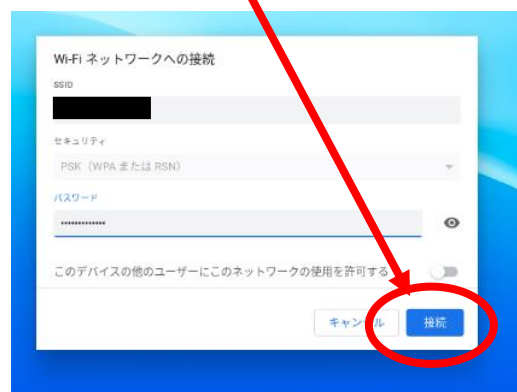 Wi-Fi ネットワークへの接続
SSID
セキュリティ
PSK（WPA または RSN）
パスワード
•••••••••••••
このデバイスの他のユーザーにこのネットワークの使用を許可する
キャンセル
接続